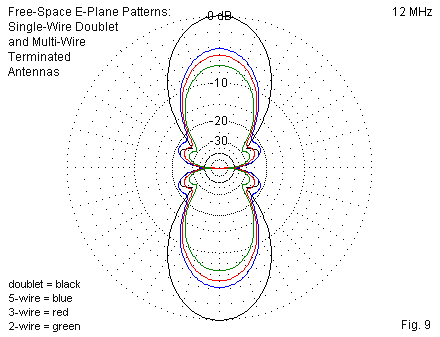 Free-Space E-Plane Patterns:
Single-Wire Doublet
and Multi-Wire
Terminated
Antennas
0 dB
12 MHz
-10
-20
-30
doublet = black
5-wire = blue
3-wire = red
2-wire = green
Fig. 9